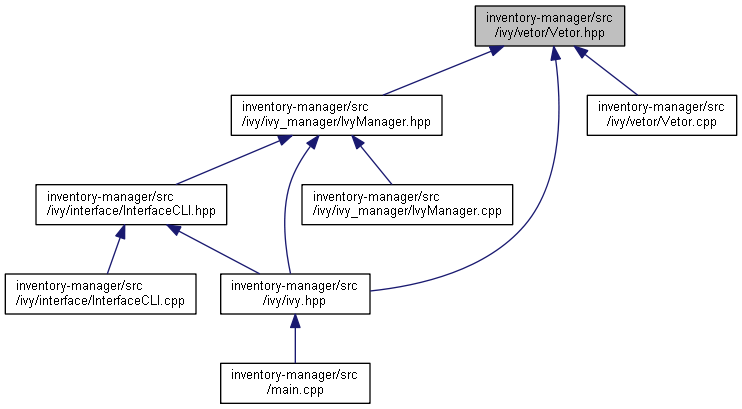 inventory-manager/src
/ivy/vetor/Vetor.hpp
inventory-manager/src
/ivy/ivy_manager/IvyManager.hpp
inventory-manager/src
/ivy/vetor/Vetor.cpp
inventory-manager/src
/ivy/interface/InterfaceCLI.hpp
inventory-manager/src
/ivy/ivy_manager/IvyManager.cpp
inventory-manager/src
/ivy/interface/InterfaceCLI.cpp
inventory-manager/src
/ivy/ivy.hpp
inventory-manager/src
/main.cpp